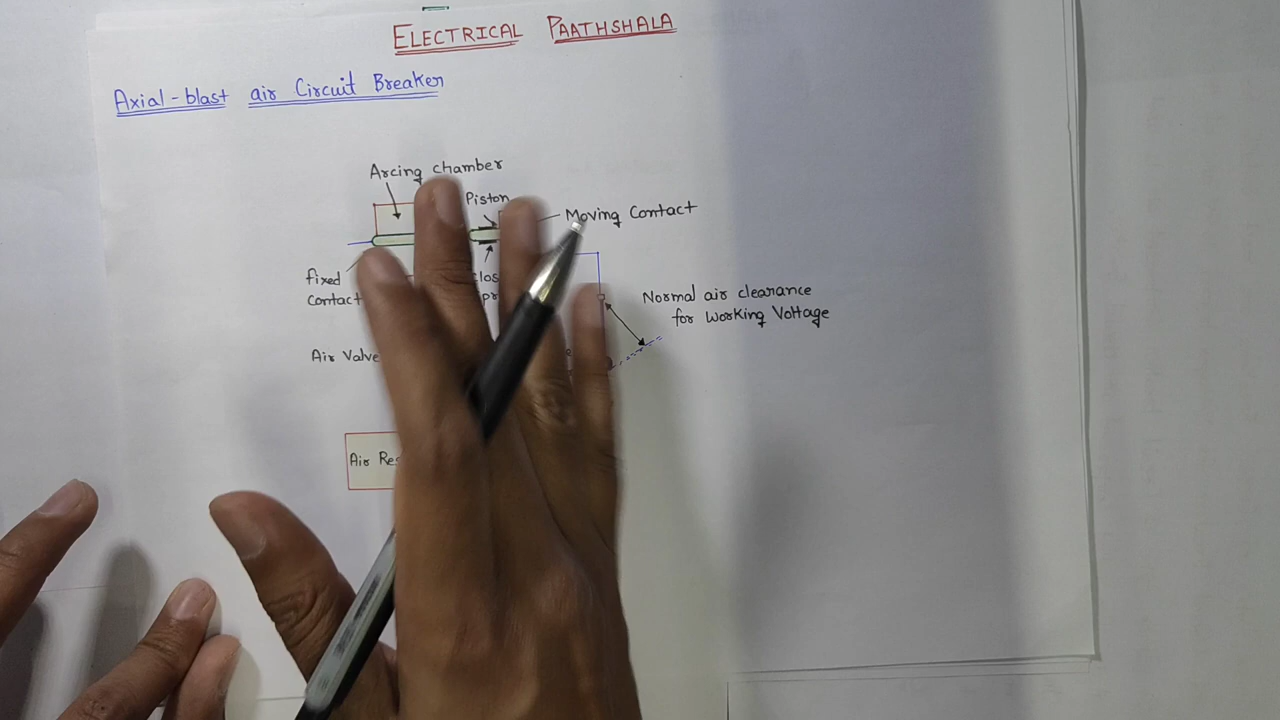 ELECTRICAL PAATHSHALA
Axial-blast air Circuit Breaker
Arcing chamber
Piston
Moving Contact
fixed
Contact
Normal air clearance
for Working Voltage
Air Valve
Air